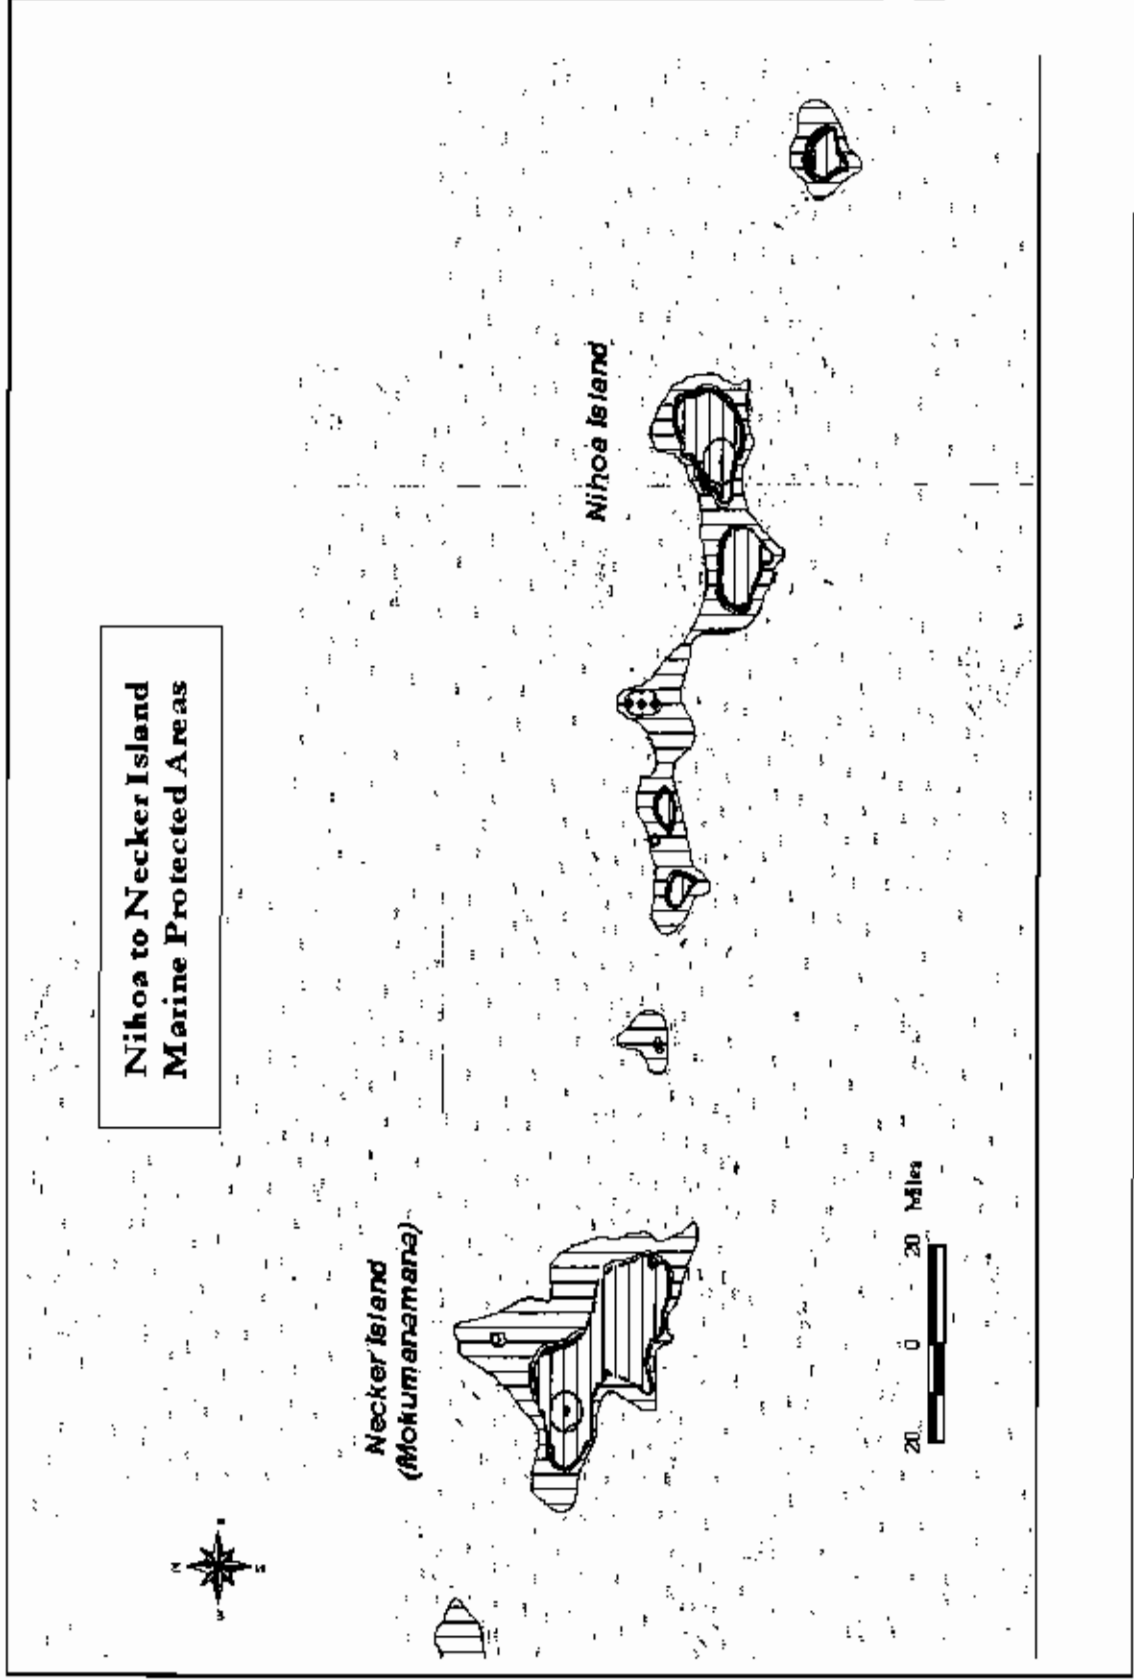 Nihoa to Necker Island
Marine Protected Areas
Nihoa Island
Necker Island
(Mokumanamana)
20 0 20 Miles